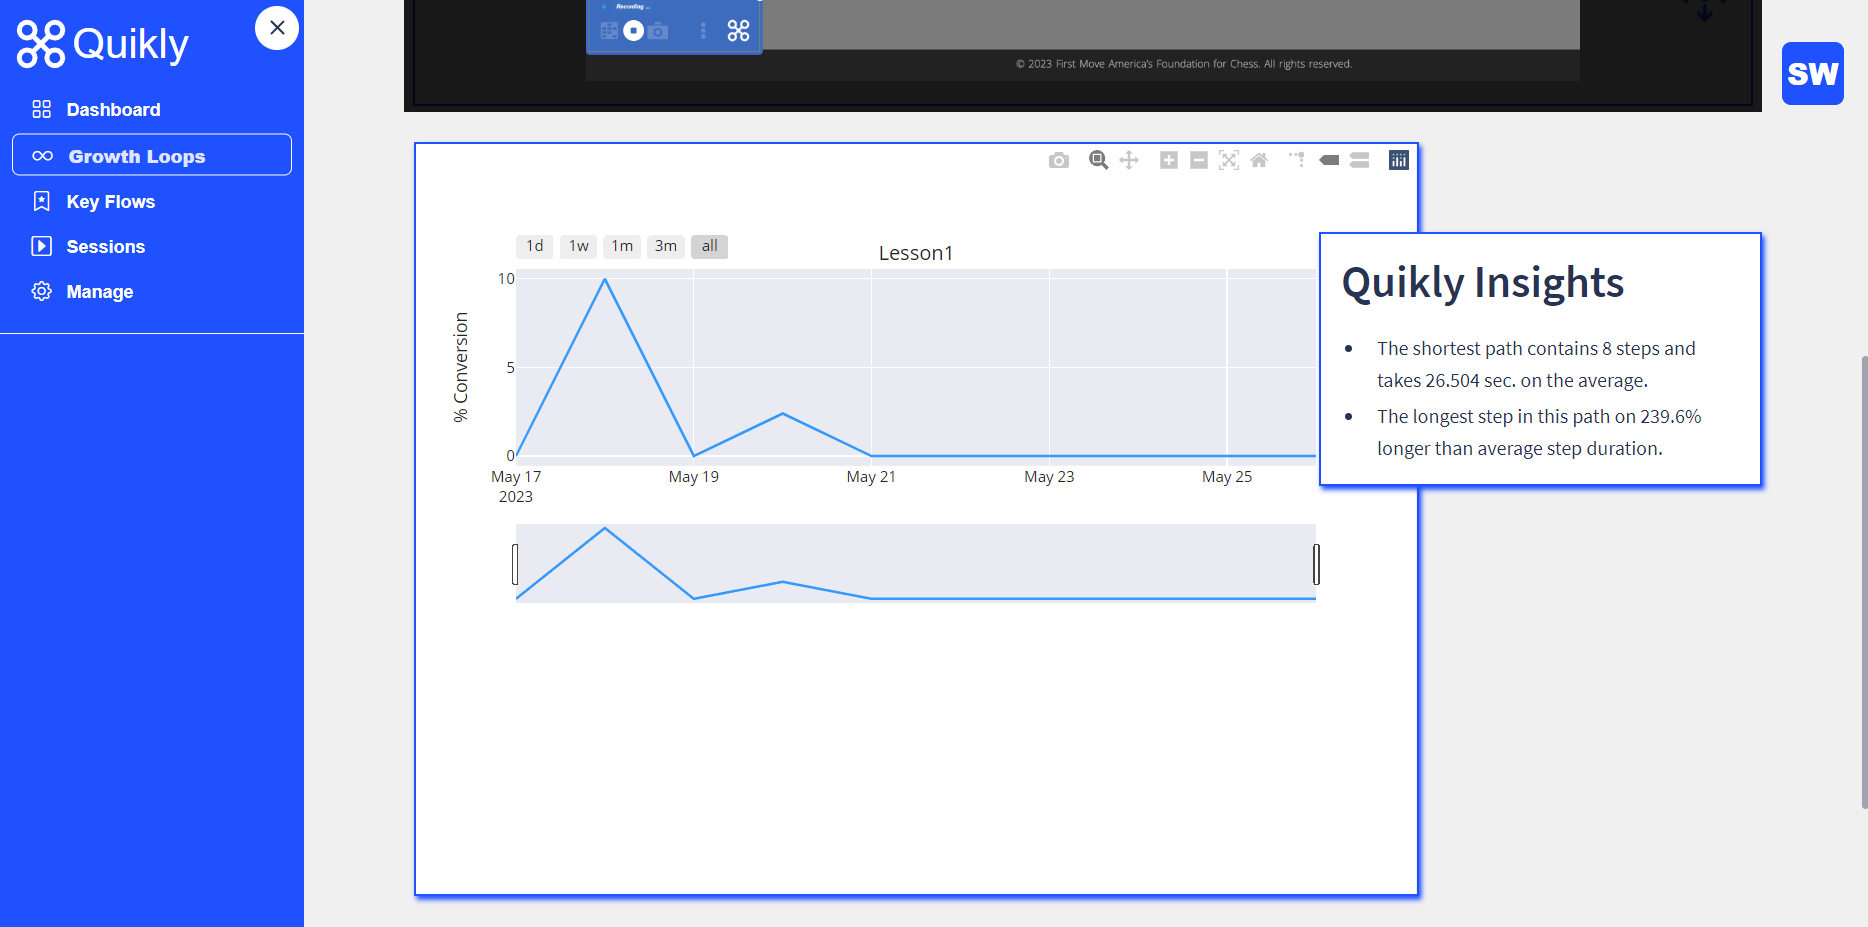 Quikly
Dashboard
Growth Loops
Key Flows
Sessions
Manage
Recording ...
© 2023 First Move America's Foundation for Chess. All rights reserved.
SW
1d 1w 1m 3m all
Lesson1
% Conversion
10
5
0
May 17 May 19 May 21 May 23 May 25
2023
Quikly Insights
The shortest path contains 8 steps and
takes 26.504 sec. on the average.
The longest step in this path on 239.6%
longer than average step duration.